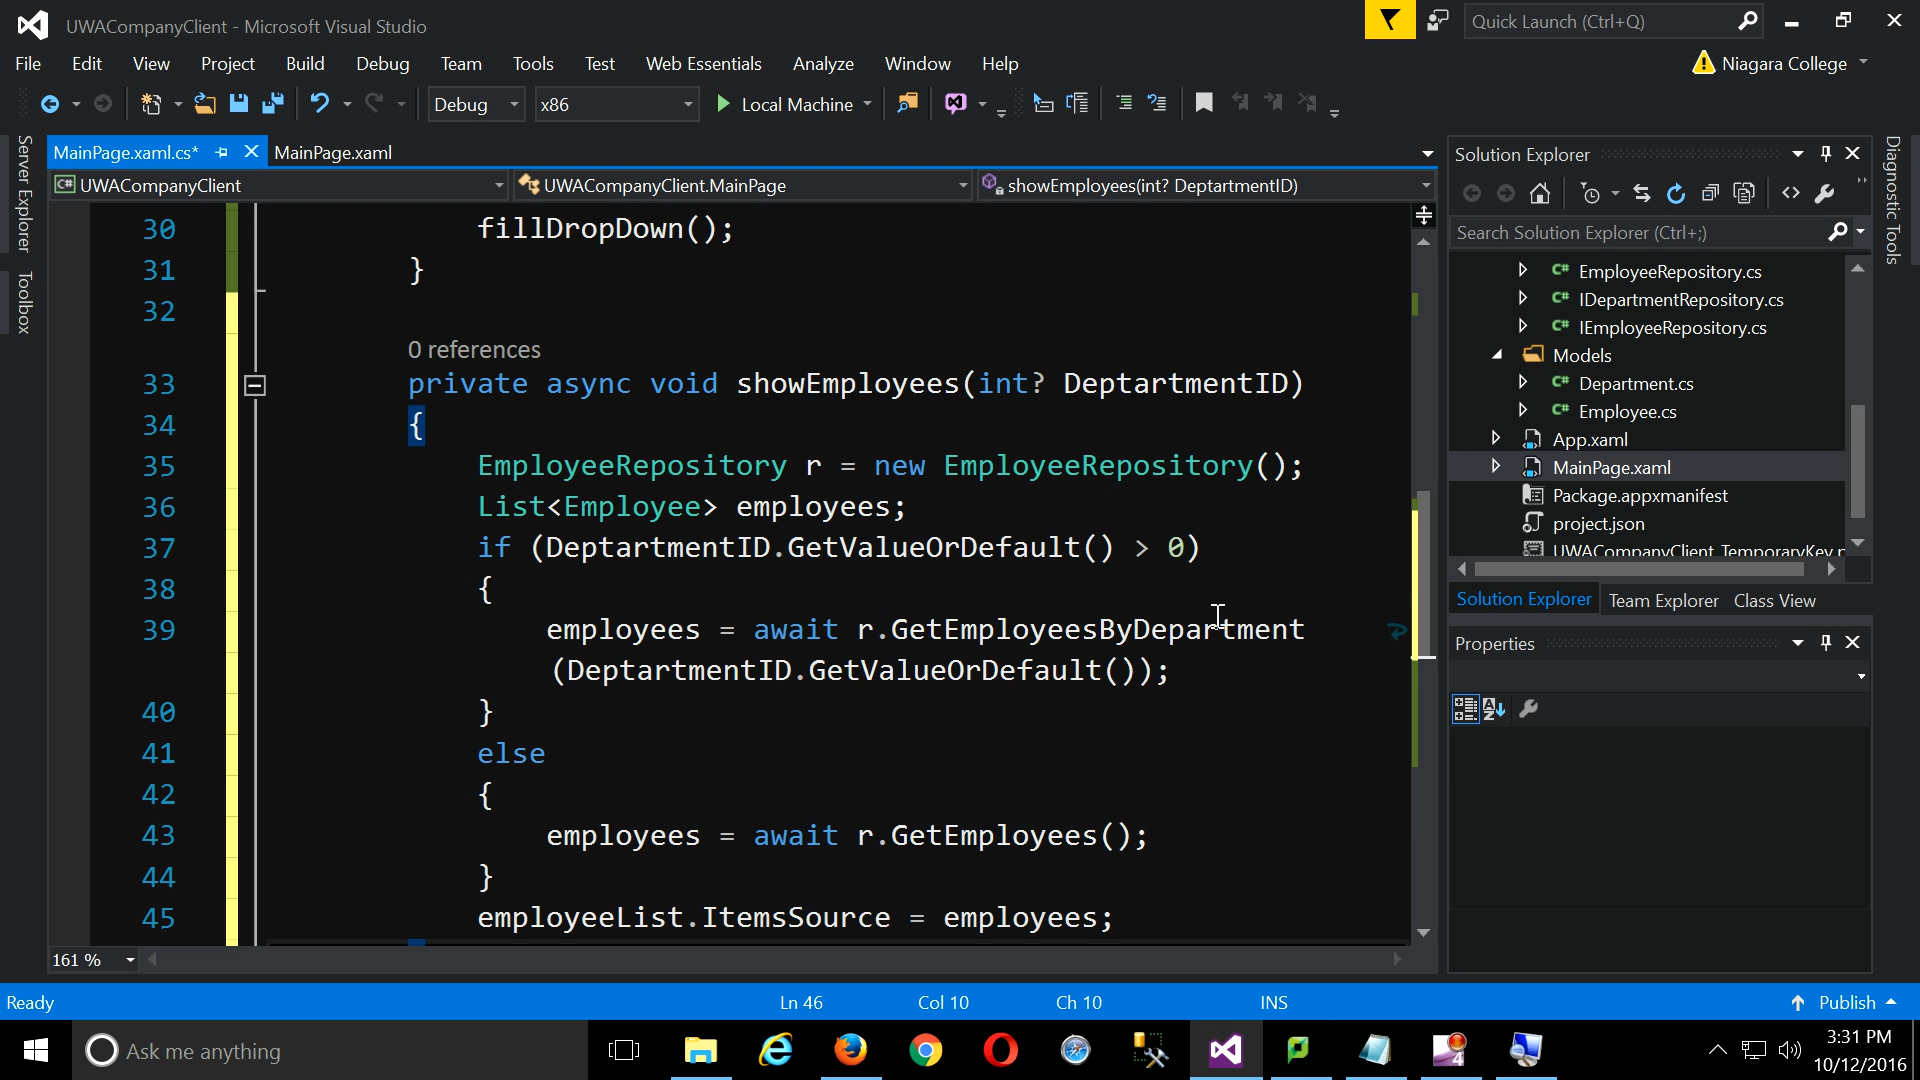 UWACompanyClient - Microsoft Visual Studio
Quick Launch (Ctrl+Q)
File Edit View Project Build Debug Team Tools Test Web Essentials Analyze Window Help
Niagara College
Debug x86 Local Machine
Server Explorer
Toolbox
MainPage.xaml.cs* MainPage.xaml
UWACompanyClient UWACompanyClient.MainPage showEmployees(int? DeptartmentID)
30 fillDropDown();
31 }
32
0 references
33 private async void showEmployees(int? DeptartmentID)
34 {
35 EmployeeRepository r = new EmployeeRepository();
36 List<Employee> employees;
37 if (DeptartmentID.GetValueOrDefault() > 0)
38 {
39 employees = await r.GetEmployeesByDepartment
(DeptartmentID.GetValueOrDefault());
40 }
41 else
42 {
43 employees = await r.GetEmployees();
44 }
45 employeeList.ItemsSource = employees;
161 %
Solution Explorer
Search Solution Explorer (Ctrl+;)
C# EmployeeRepository.cs
C# IDepartmentRepository.cs
C# IEmployeeRepository.cs
Models
C# Department.cs
C# Employee.cs
App.xaml
MainPage.xaml
Package.appxmanifest
project.json
UWACompanyClient_TemporaryKey.p
Solution Explorer Team Explorer Class View
Properties
Diagnostic Tools
Ready Ln 46 Col 10 Ch 10 INS Publish
Ask me anything
3:31 PM
10/12/2016